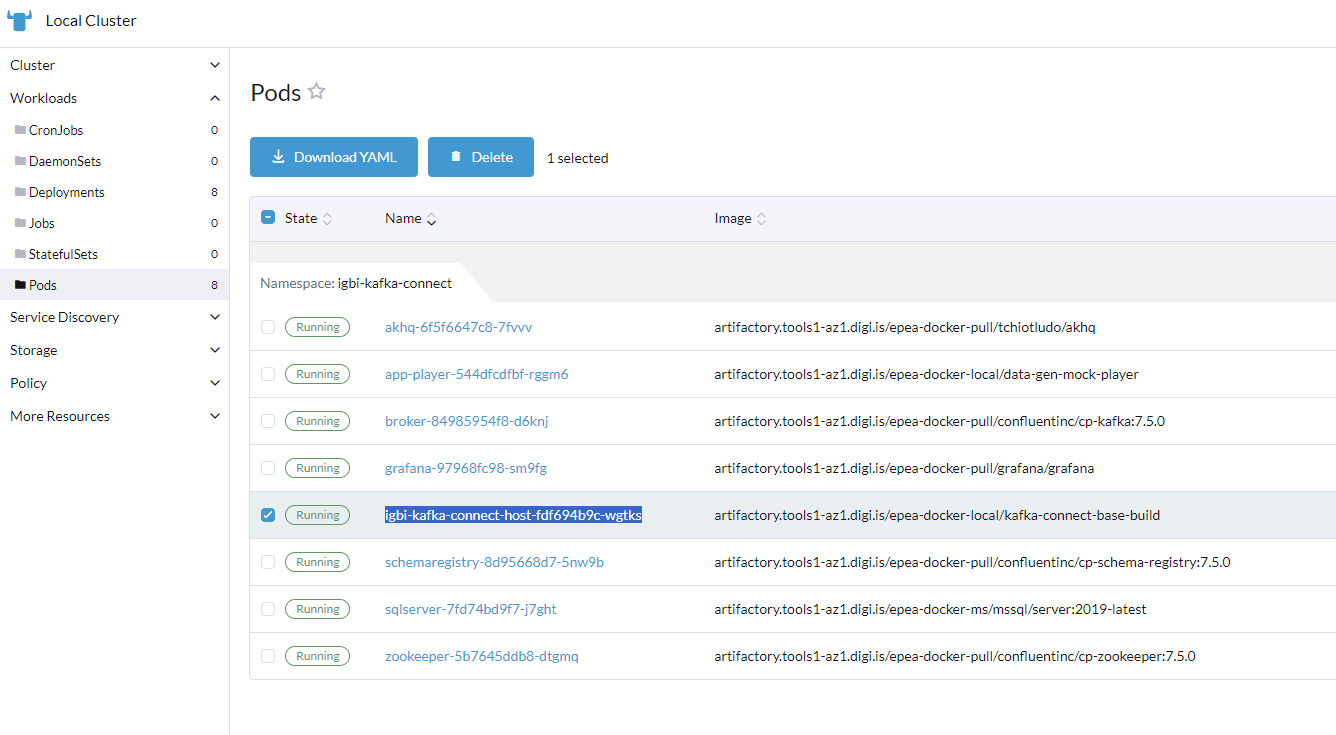 Local Cluster
Cluster
Workloads
CronJobs 0
DaemonSets 0
Deployments 8
Jobs 0
StatefulSets 0
Pods 8
Service Discovery
Storage
Policy
More Resources
Pods
Download YAML Delete 1 selected
State Name Image
Namespace: igbi-kafka-connect
Running akhq-6f5f6647c8-7fvvv artifactory.tools1-az1.digi.is/epea-docker-pull/tchiotludo/akhq
Running app-player-544dfcdfbf-rggm6 artifactory.tools1-az1.digi.is/epea-docker-local/data-gen-mock-player
Running broker-84985954f8-d6knj artifactory.tools1-az1.digi.is/epea-docker-pull/confluentinc/cp-kafka:7.5.0
Running grafana-97968fc98-sm9fg artifactory.tools1-az1.digi.is/epea-docker-pull/grafana/grafana
Running igbi-kafka-connect-host-fdf694b9c-wgtks artifactory.tools1-az1.digi.is/epea-docker-local/kafka-connect-base-build
Running schemaregistry-8d95668d7-5nw9b artifactory.tools1-az1.digi.is/epea-docker-pull/confluentinc/cp-schema-registry:7.5.0
Running sqlserver-7fd74bd9f7-j7ght artifactory.tools1-az1.digi.is/epea-docker-ms/mssql/server:2019-latest
Running zookeeper-5b7645ddb8-dtgmq artifactory.tools1-az1.digi.is/epea-docker-pull/confluentinc/cp-zookeeper:7.5.0